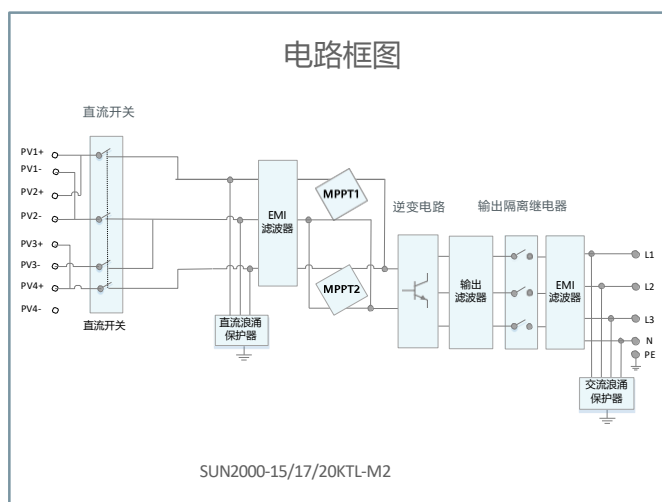 电路框图
直流开关
PV1+
PV1-
PV2+
PV2-
PV3+
PV3-
PV4+
PV4-
直流开关
EMI
滤波器
直流浪涌
保护器
MPPT1
MPPT2
逆变电路
输出
滤波器
输出隔离继电器
EMI
滤波器
L1
L2
L3
N
PE
交流浪涌
保护器
SUN2000-15/17/20KTL-M2